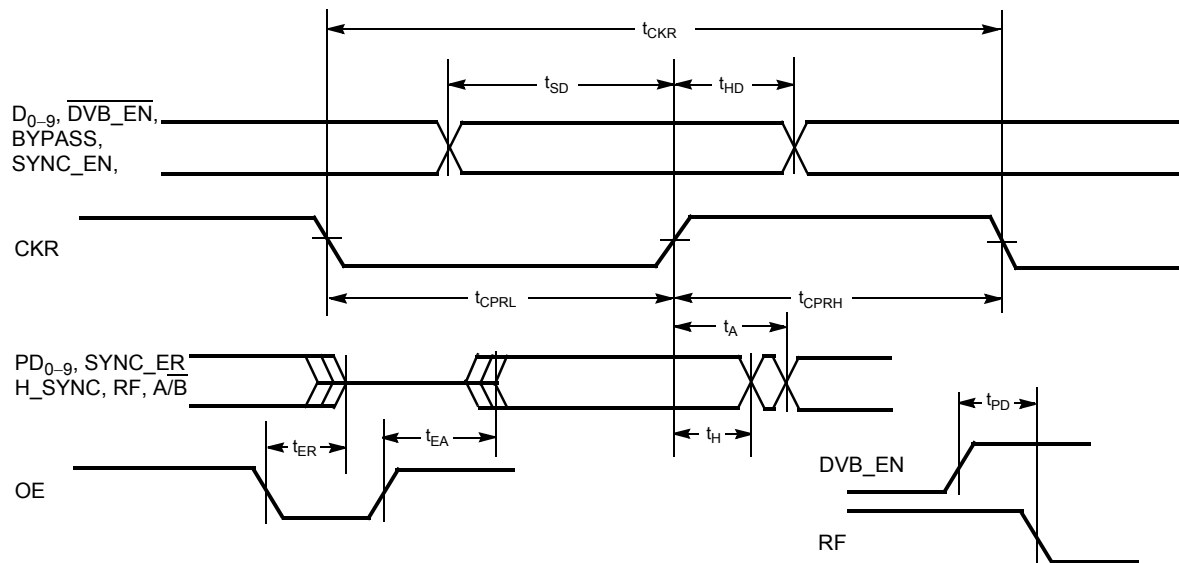 tCKR
tSD
tHD
D0–9, DVB_EN,
BYPASS,
SYNC_EN,
CKR
tCPRL
tCPRH
tA
PD0–9, SYNC_ER
H_SYNC, RF, A/B
tER
tEA
tH
tPD
OE
DVB_EN
RF